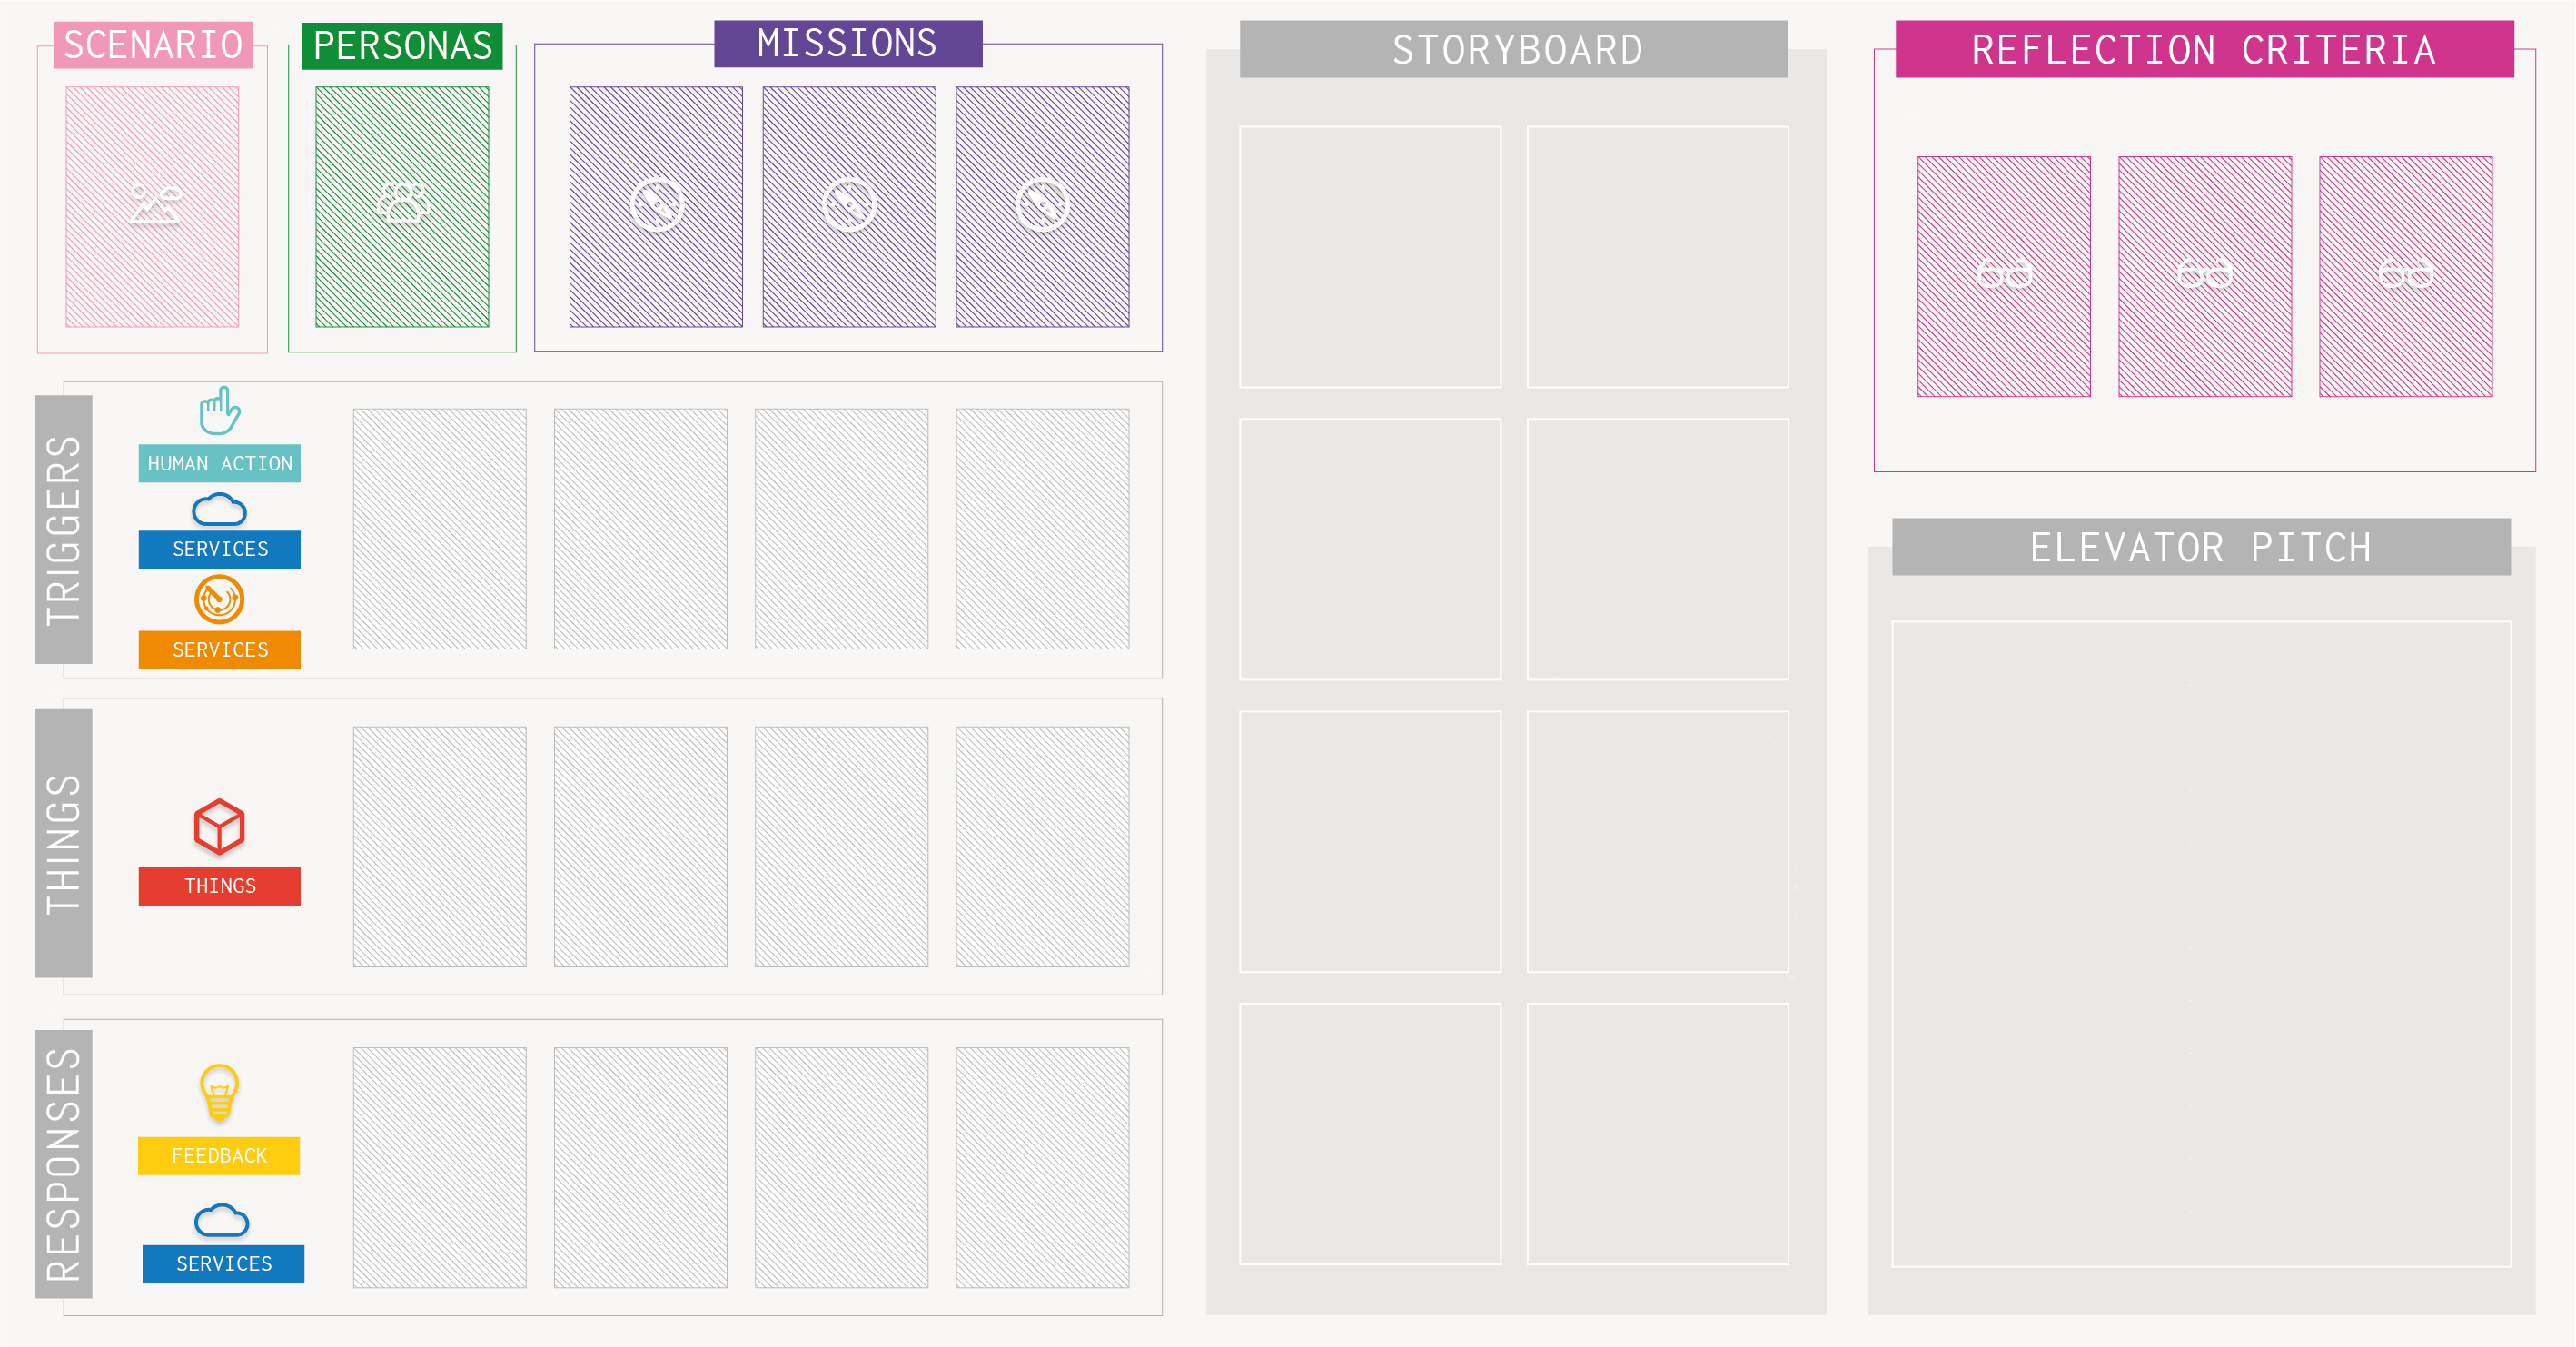 SCENARIO
PERSONAS
MISSIONS
STORYBOARD
REFLECTION CRITERIA
TRIGGERS
HUMAN ACTION
SERVICES
SERVICES
THINGS
THINGS
RESPONSES
FEEDBACK
SERVICES
ELEVATOR PITCH